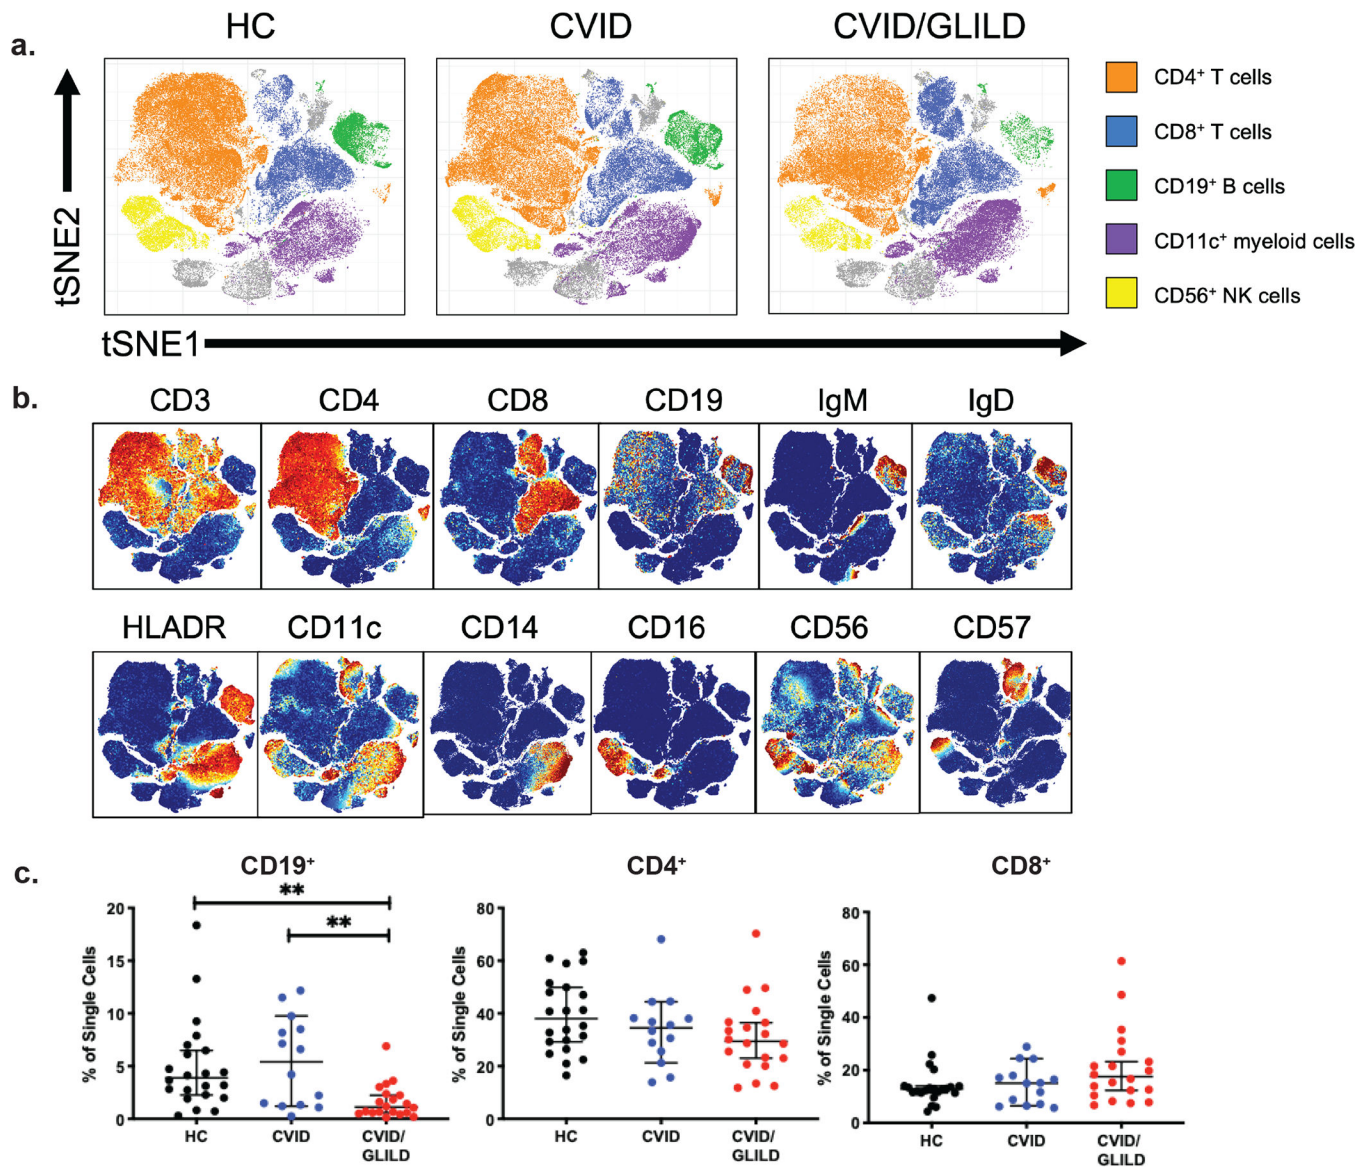 a.
HC
CVID
CVID/GLILD
tSNE2
tSNE1
CD4⁺ T cells
CD8⁺ T cells
CD19⁺ B cells
CD11c⁺ myeloid cells
CD56⁺ NK cells
b.
CD3
CD4
CD8
CD19
IgM
IgD
HLADR
CD11c
CD14
CD16
CD56
CD57
c.
CD19⁺
**
**
% of Single Cells
20
15
10
5
0
HC
CVID
CVID/
GLILD
CD4⁺
% of Single Cells
80
60
40
20
0
HC
CVID
CVID/
GLILD
CD8⁺
% of Single Cells
80
60
40
20
0
HC
CVID
CVID/
GLILD